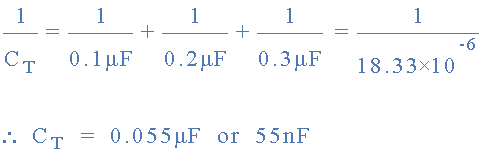 1/C_T = 1/0.1μF + 1/0.2μF + 1/0.3μF = 1/18.33×10^-6
∴ C_T = 0.055μF or 55nF